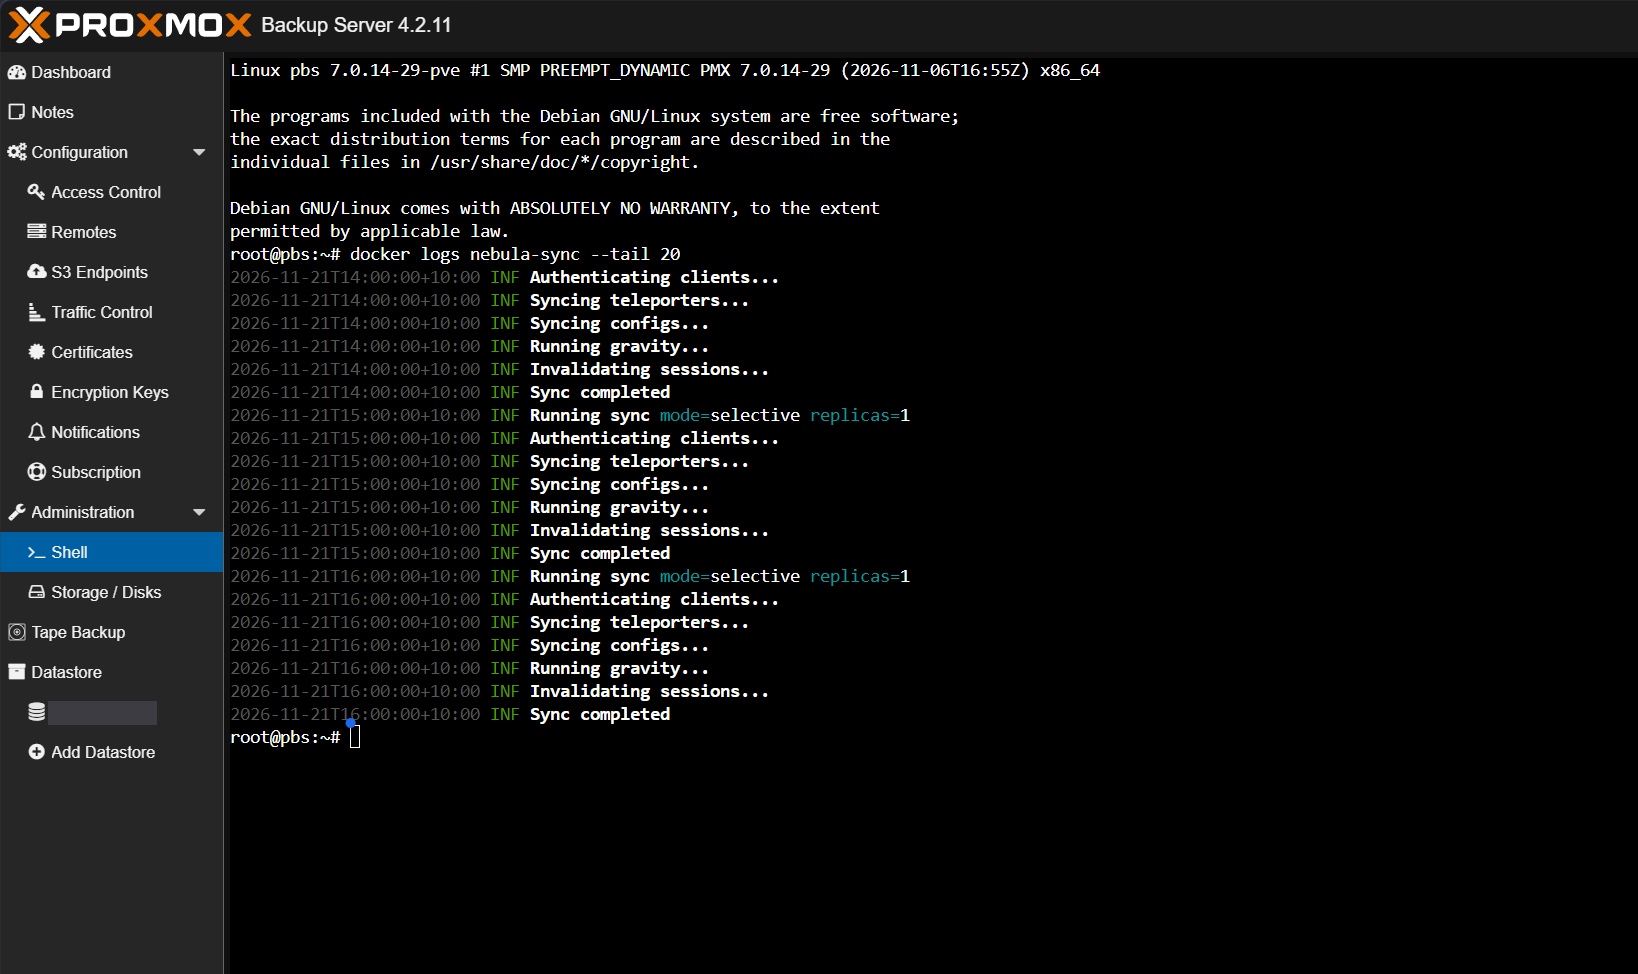 PROXMOX Backup Server 4.2.11
Dashboard
Notes
Configuration
Access Control
Remotes
S3 Endpoints
Traffic Control
Certificates
Encryption Keys
Notifications
Subscription
Administration
Shell
Storage / Disks
Tape Backup
Datastore
Add Datastore
Linux pbs 7.0.14-29-pve #1 SMP PREEMPT_DYNAMIC PMX 7.0.14-29 (2026-11-06T16:55Z) x86_64
The programs included with the Debian GNU/Linux system are free software;
the exact distribution terms for each program are described in the
individual files in /usr/share/doc/*/copyright.
Debian GNU/Linux comes with ABSOLUTELY NO WARRANTY, to the extent
permitted by applicable law.
root@pbs:~# docker logs nebula-sync --tail 20
2026-11-21T14:00:00+10:00 INF Authenticating clients...
2026-11-21T14:00:00+10:00 INF Syncing teleporters...
2026-11-21T14:00:00+10:00 INF Syncing configs...
2026-11-21T14:00:00+10:00 INF Running gravity...
2026-11-21T14:00:00+10:00 INF Invalidating sessions...
2026-11-21T14:00:00+10:00 INF Sync completed
2026-11-21T15:00:00+10:00 INF Running sync mode=selective replicas=1
2026-11-21T15:00:00+10:00 INF Authenticating clients...
2026-11-21T15:00:00+10:00 INF Syncing teleporters...
2026-11-21T15:00:00+10:00 INF Syncing configs...
2026-11-21T15:00:00+10:00 INF Running gravity...
2026-11-21T15:00:00+10:00 INF Invalidating sessions...
2026-11-21T15:00:00+10:00 INF Sync completed
2026-11-21T16:00:00+10:00 INF Running sync mode=selective replicas=1
2026-11-21T16:00:00+10:00 INF Authenticating clients...
2026-11-21T16:00:00+10:00 INF Syncing teleporters...
2026-11-21T16:00:00+10:00 INF Syncing configs...
2026-11-21T16:00:00+10:00 INF Running gravity...
2026-11-21T16:00:00+10:00 INF Invalidating sessions...
2026-11-21T16:00:00+10:00 INF Sync completed
root@pbs:~#